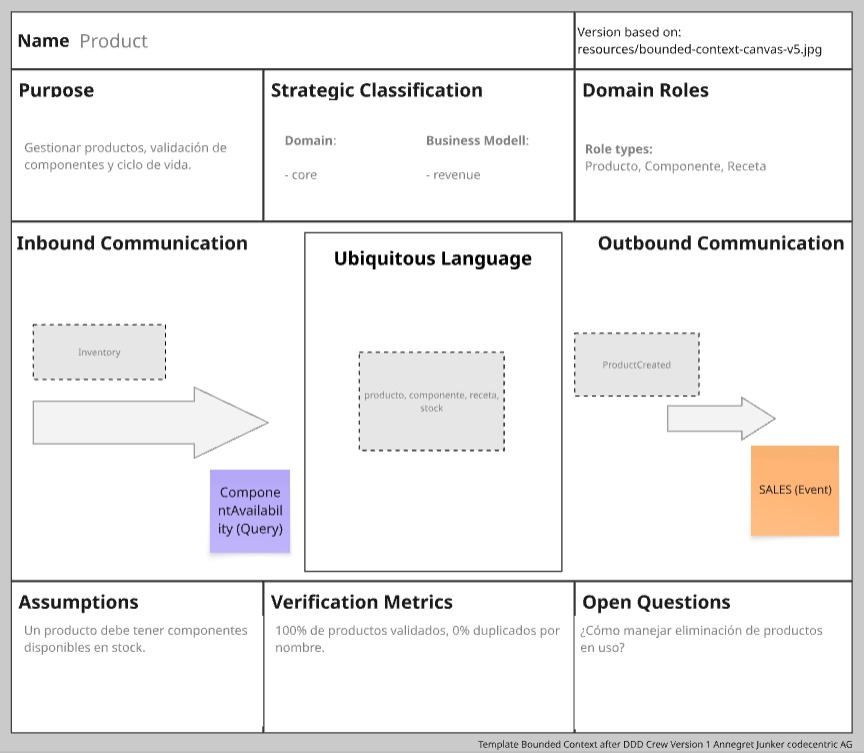 Name Product
Version based on:
resources/bounded-context-canvas-v5.jpg
Purpose
Gestionar productos, validación de
componentes y ciclo de vida.
Strategic Classification
Domain:
- core
Business Modell:
- revenue
Domain Roles
Role types:
Producto, Componente, Receta
Inbound Communication
Inventory
Compone
ntAvailabil
ity (Query)
Ubiquitous Language
producto, componente, receta,
stock
Outbound Communication
ProductCreated
SALES (Event)
Assumptions
Un producto debe tener componentes
disponibles en stock.
Verification Metrics
100% de productos validados, 0% duplicados por
nombre.
Open Questions
¿Cómo manejar eliminación de productos
en uso?
Template Bounded Context after DDD Crew Version 1 Annegret Junker codecentric AG